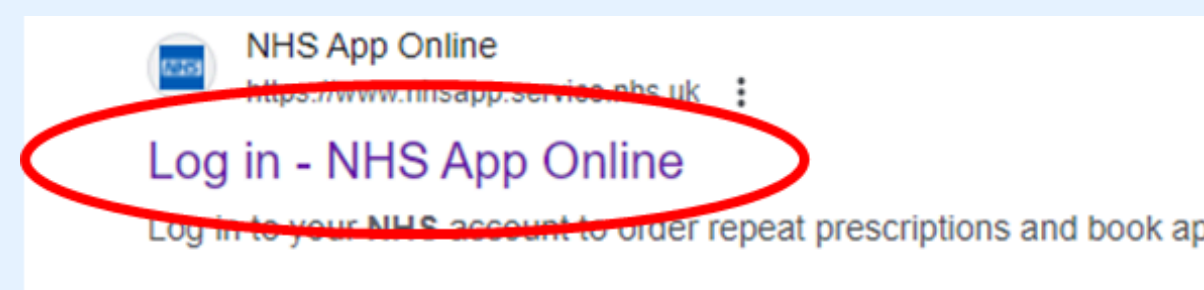 NHS App Online
NHS
https://www.nhsapp.service.nhs.uk
Log in - NHS App Online
Log in to your NHS account to order repeat prescriptions and book ap